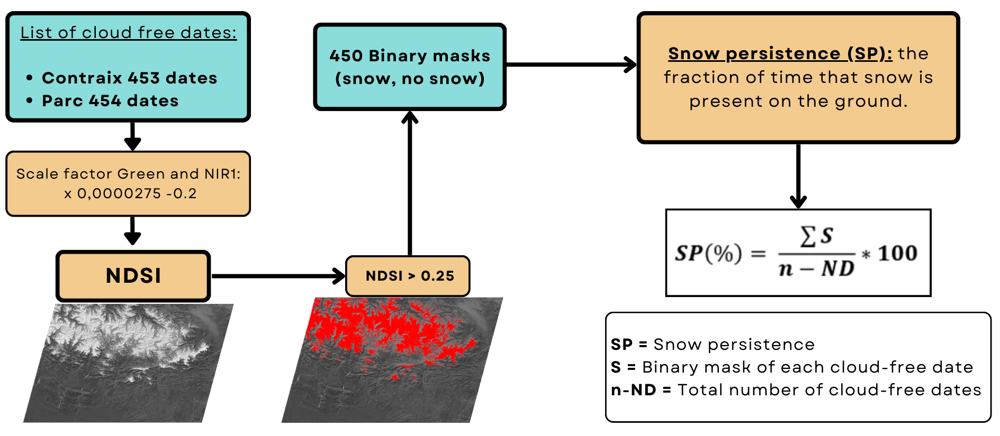 List of cloud free dates:
• Contraix 453 dates
• Parc 454 dates
Scale factor Green and NIR1:
x 0,0000275 -0.2
NDSI
NDSI > 0.25
450 Binary masks
(snow, no snow)
Snow persistence (SP): the
fraction of time that snow is
present on the ground.
SP(%) = ∑ S / n − ND * 100
SP = Snow persistence
S = Binary mask of each cloud-free date
n-ND = Total number of cloud-free dates